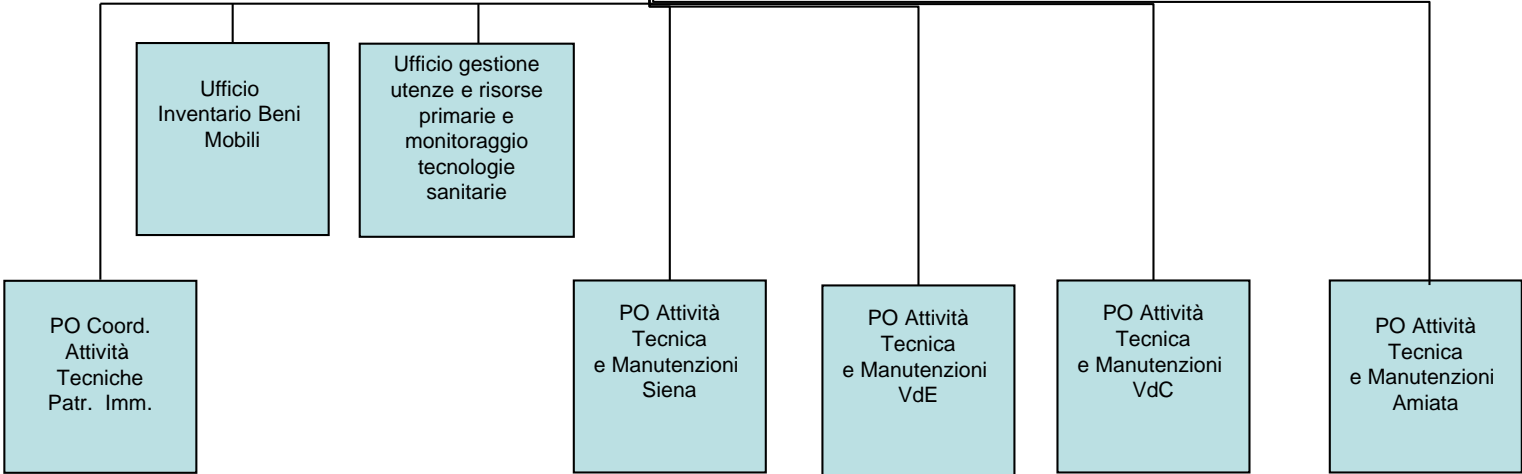 Ufficio
Inventario Beni
Mobili
Ufficio gestione
utenze e risorse
primarie e
monitoraggio
tecnologie
sanitarie
PO Coord.
Attività
Tecniche
Patr. Imm.
PO Attività
Tecnica
e Manutenzioni
Siena
PO Attività
Tecnica
e Manutenzioni
VdE
PO Attività
Tecnica
e Manutenzioni
VdC
PO Attività
Tecnica
e Manutenzioni
Amiata